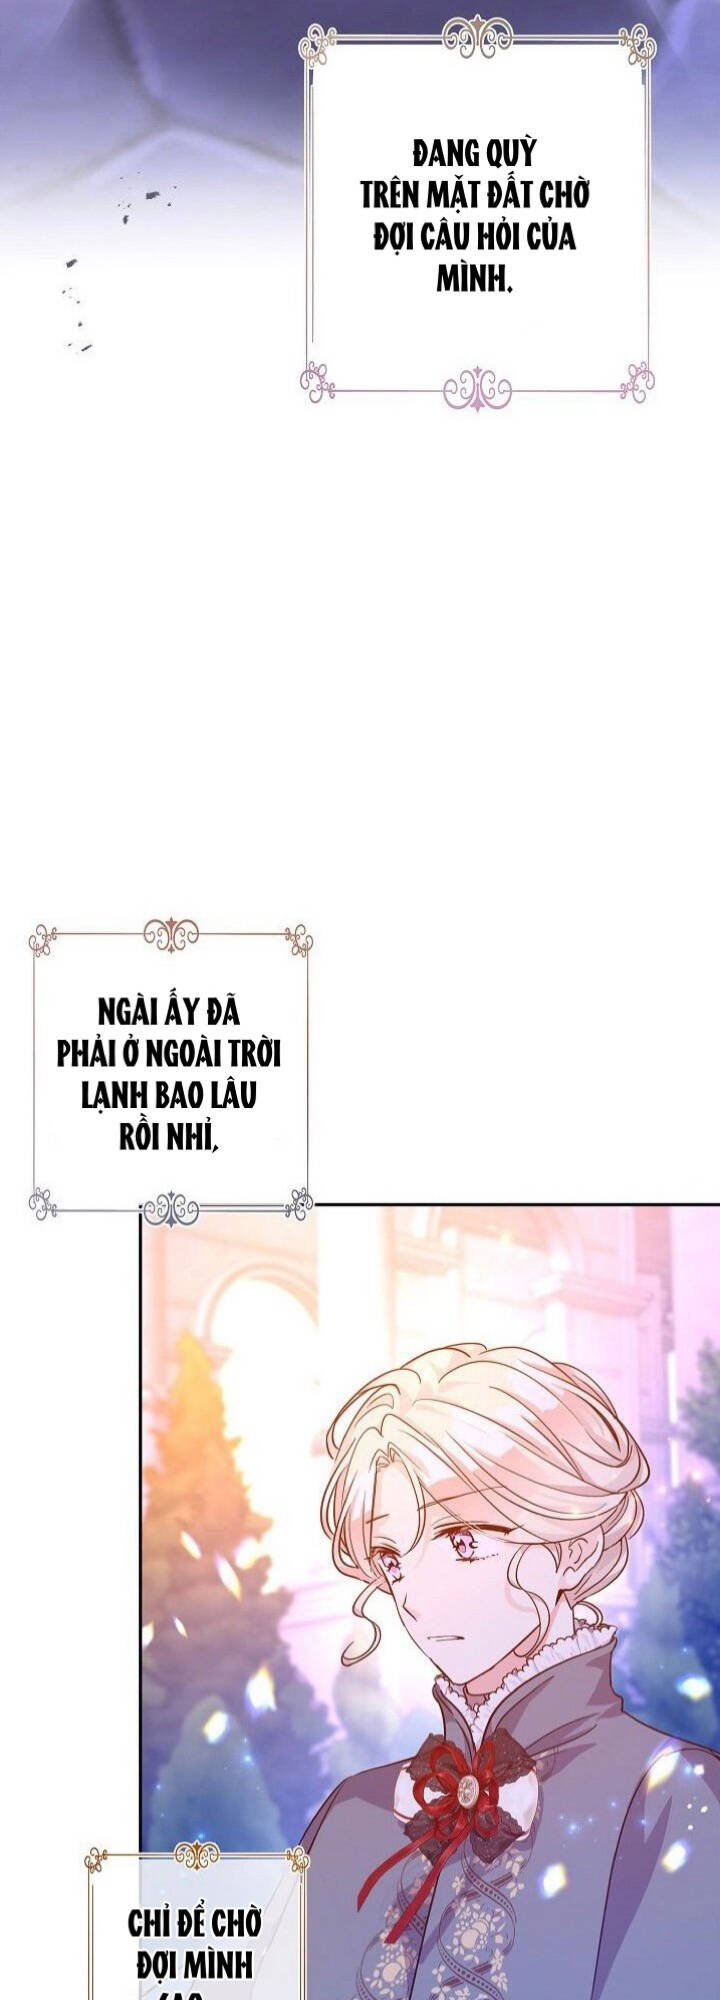 ĐANG QUỲ
TRÊN MẶT ĐẤT CHỜ
ĐỢI CÂU HỎI CỦA
MÌNH.
NGÀI ẤY ĐÃ
PHẢI Ở NGOÀI TRỜI
LẠNH BAO LÂU
RỒI NHỈ,
CHỈ ĐỂ CHỜ
ĐỢI MÌNH